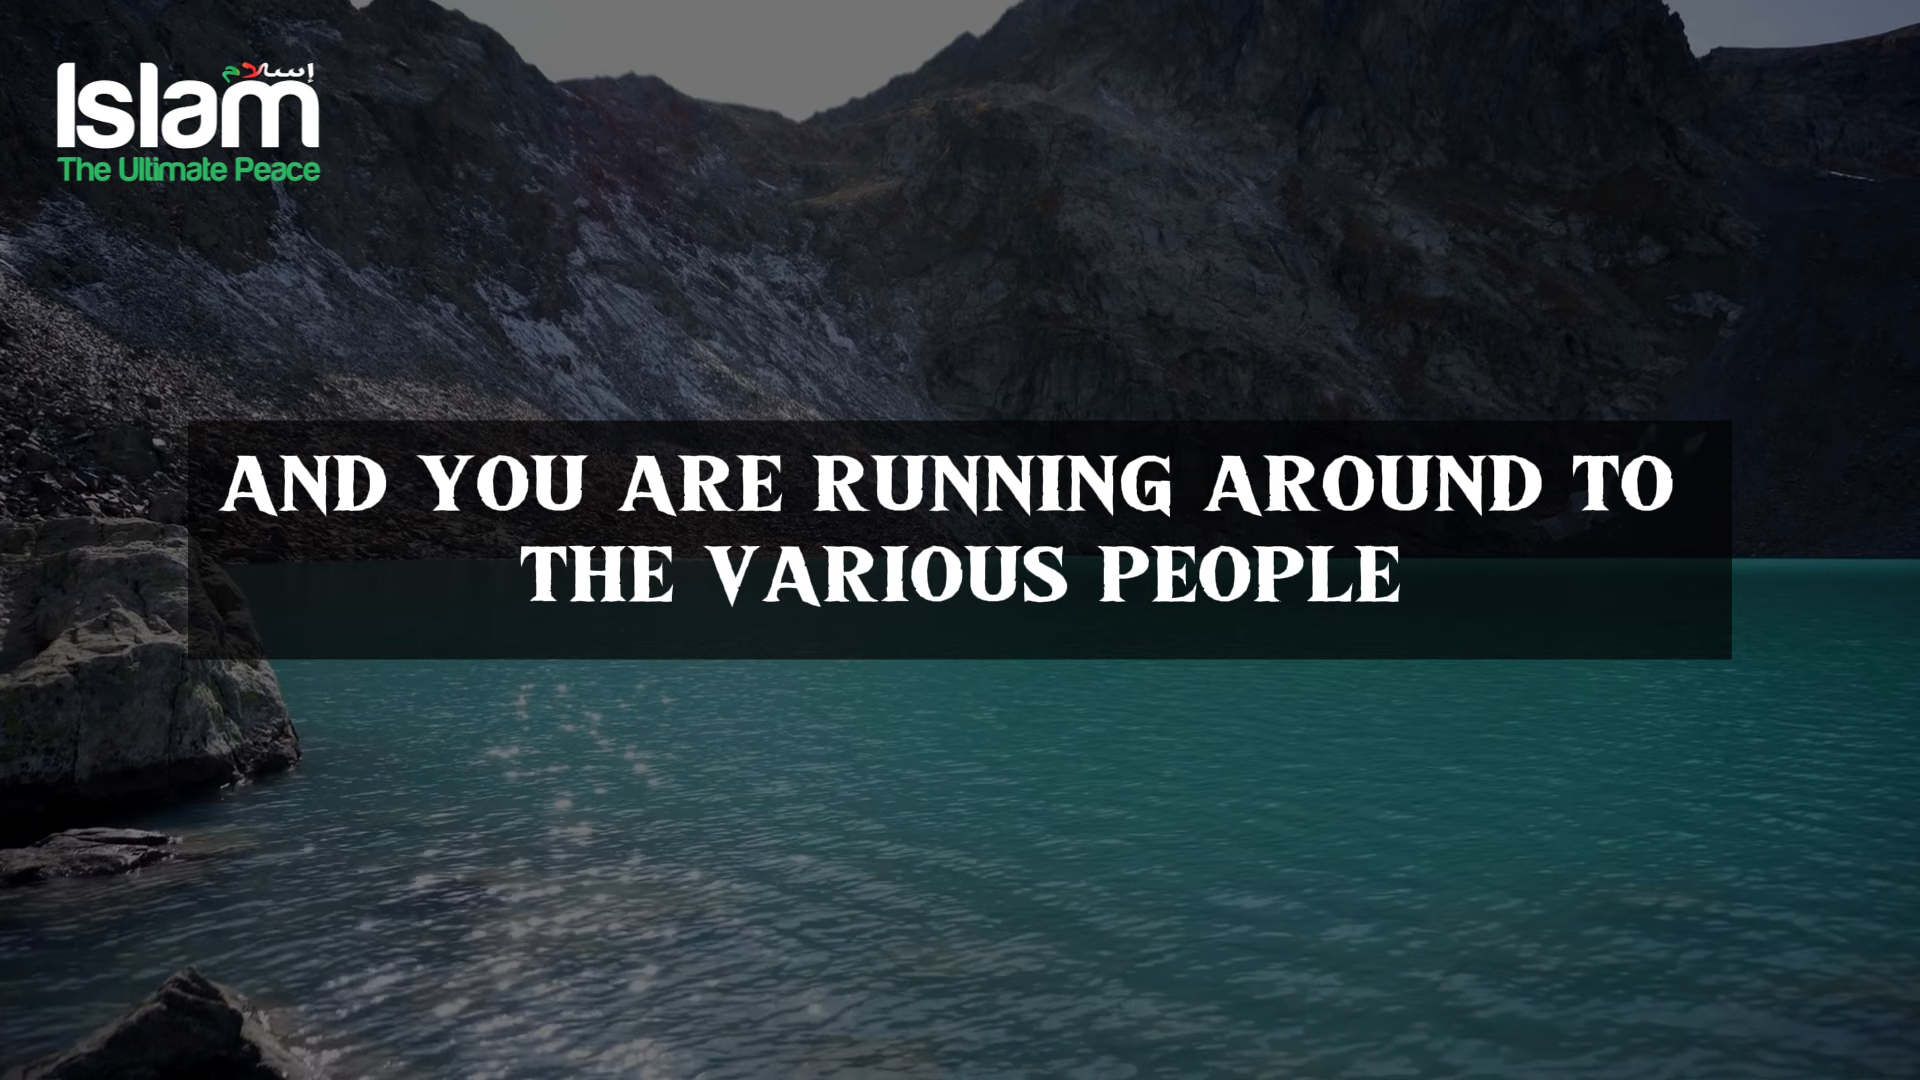 إسلام
Islam
The Ultimate Peace
AND YOU ARE RUNNING AROUND TO
THE VARIOUS PEOPLE